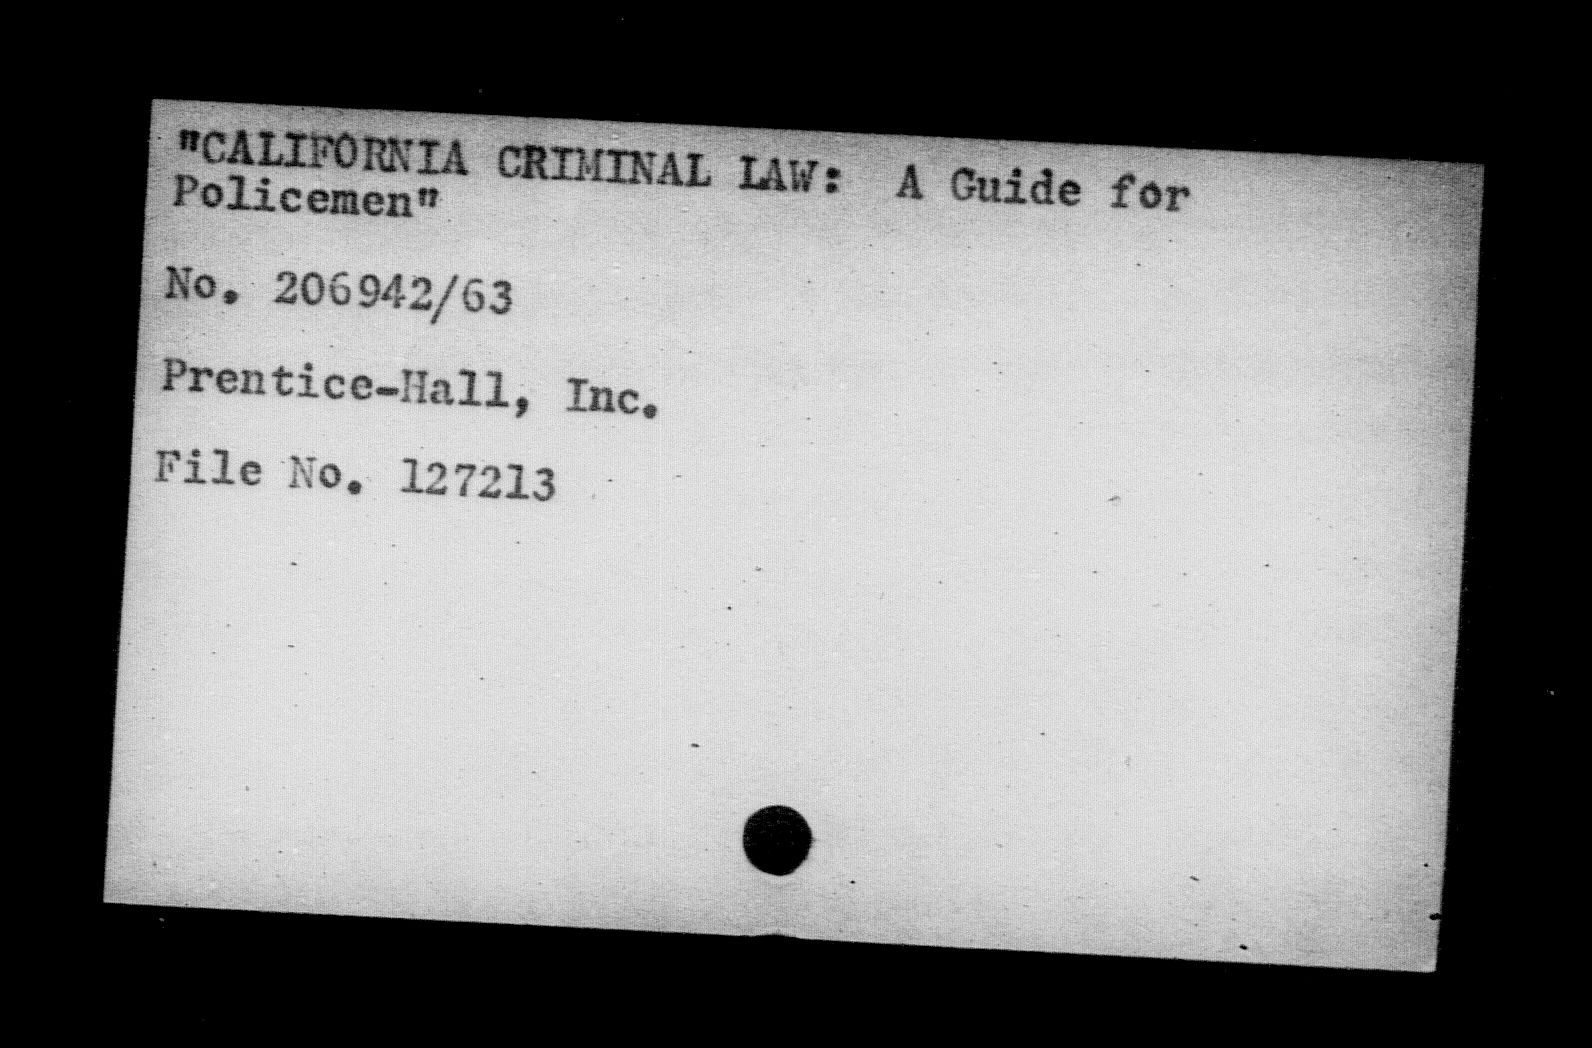 "CALIFORNIA CRIMINAL LAW:  A Guide for
Policemen"
No. 206942/63
Prentice-Hall, Inc.
File No. 127213